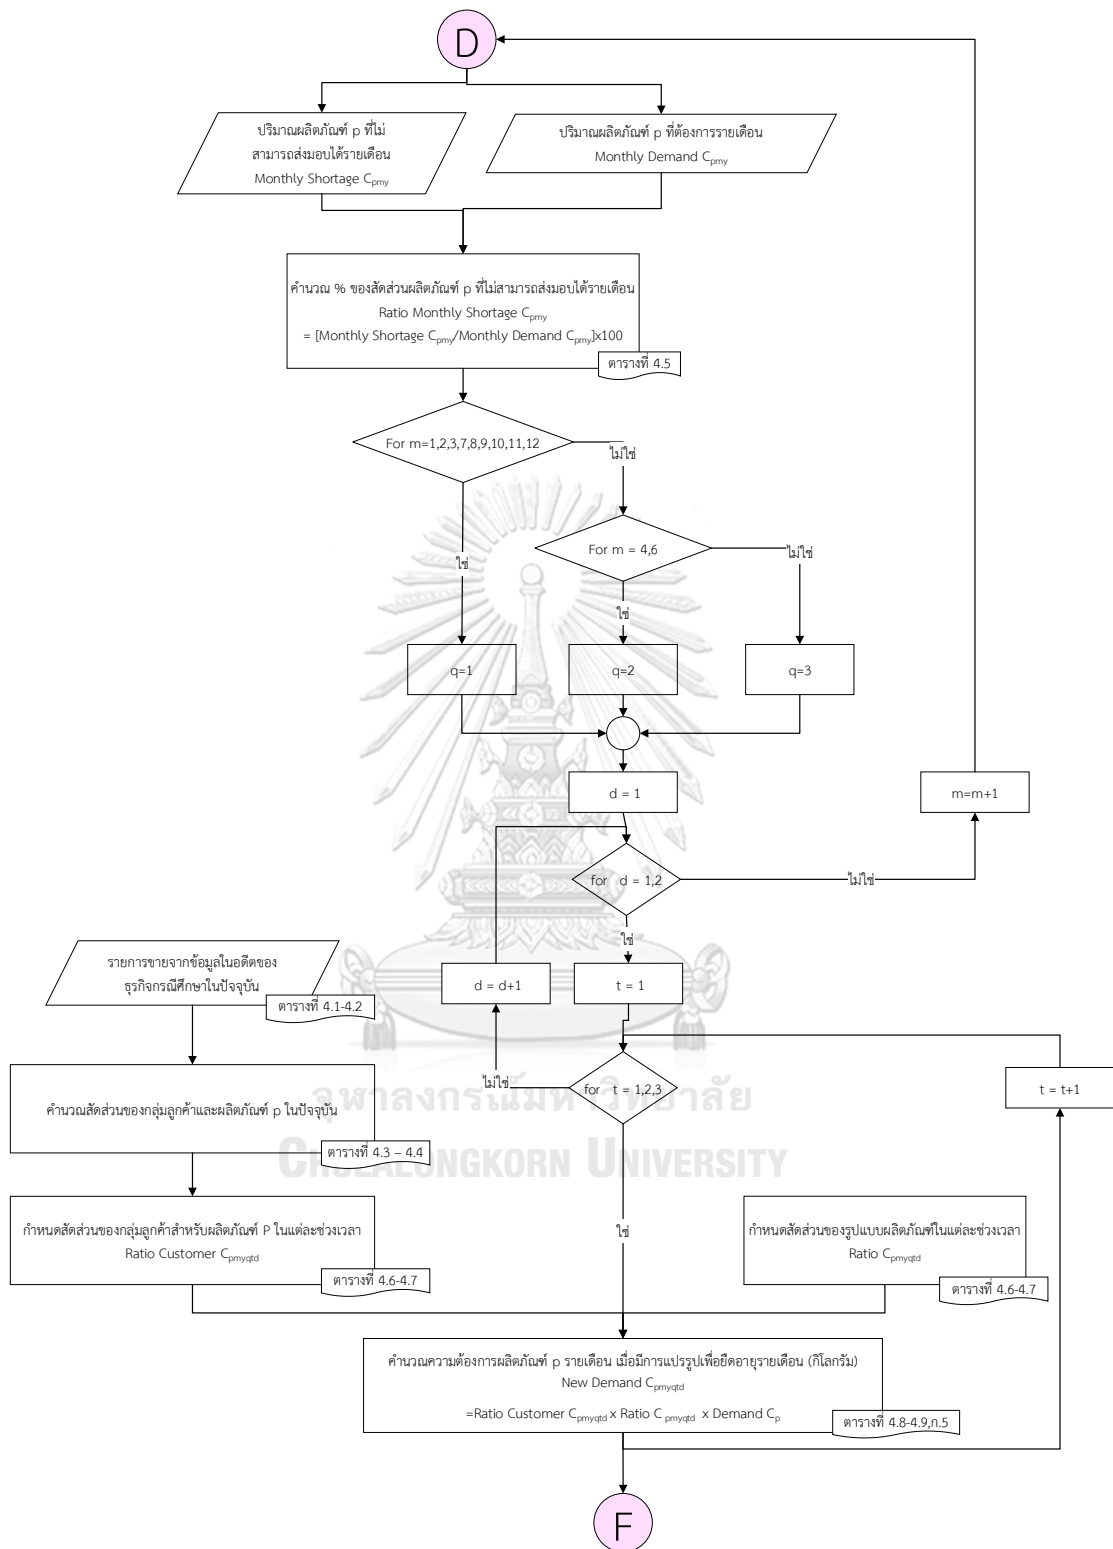 D
ปริมาณผลิตภัณฑ์ p ที่ไม่
สามารถส่งมอบได้รายเดือน
Monthly Shortage Cpmy
ปริมาณผลิตภัณฑ์ p ที่ต้องการรายเดือน
Monthly Demand Cpmy
คำนวณ % ของสัดส่วนผลิตภัณฑ์ p ที่ไม่สามารถส่งมอบได้รายเดือน
Ratio Monthly Shortage Cpmy
= [Monthly Shortage Cpmy/Monthly Demand Cpmy]x100
ตารางที่ 4.5
For m=1,2,3,7,8,9,10,11,12
ไม่ใช่
For m = 4,6
ไม่ใช่
ใช่
ใช่
q=1
q=2
q=3
d = 1
m=m+1
for d = 1,2
ไม่ใช่
ใช่
รายการขายจากข้อมูลในอดีตของ
ธุรกิจกรณีศึกษาในปัจจุบัน
ตารางที่ 4.1-4.2
d = d+1
t = 1
for t = 1,2,3
ไม่ใช่
t = t+1
จุฬาลงกรณ์มหาวิทยาลัย
CHULALONGKORN UNIVERSITY
คำนวณสัดส่วนของกลุ่มลูกค้าและผลิตภัณฑ์ p ในปัจจุบัน
ตารางที่ 4.3 – 4.4
กำหนดสัดส่วนของกลุ่มลูกค้าสำหรับผลิตภัณฑ์ P ในแต่ละช่วงเวลา
Ratio Customer Cpmyqtd
ตารางที่ 4.6-4.7
ใช่
กำหนดสัดส่วนของรูปแบบผลิตภัณฑ์ในแต่ละช่วงเวลา
Ratio Cpmyqtd
ตารางที่ 4.6-4.7
คำนวณความต้องการผลิตภัณฑ์ p รายเดือน เมื่อมีการแปรรูปเพื่อยืดอายุรายเดือน (กิโลกรัม)
New Demand Cpmyqtd
=Ratio Customer Cpmyqtd x Ratio C pmyqtd x Demand Cp
ตารางที่ 4.8-4.9,ก.5
F